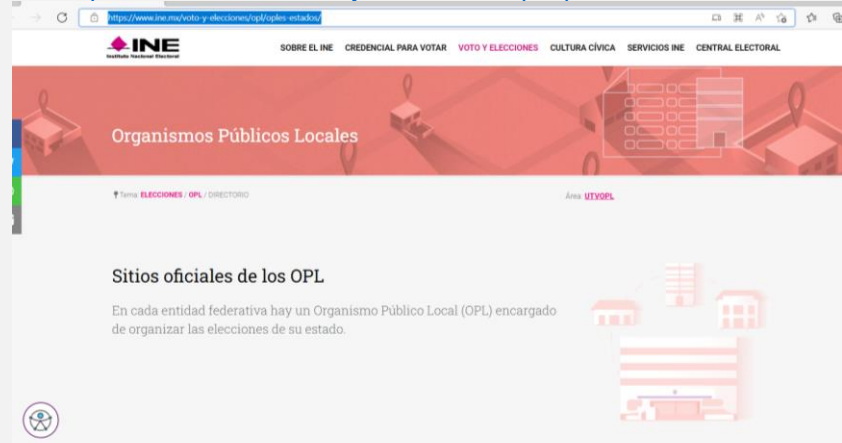 https://www.ine.mx/voto-y-elecciones/opl/oples-estados/
INE
Instituto Nacional Electoral
SOBRE EL INE CREDENCIAL PARA VOTAR VOTO Y ELECCIONES CULTURA CÍVICA SERVICIOS INE CENTRAL ELECTORAL
Organismos Públicos Locales
Tema: ELECCIONES / OPL / DIRECTORIO
Área: UTVOPL
Sitios oficiales de los OPL
En cada entidad federativa hay un Organismo Público Local (OPL) encargado
de organizar las elecciones de su estado.